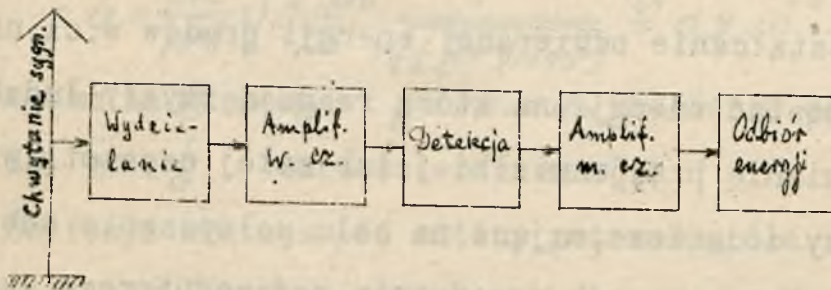 Chwytanie sygn.
Wydzie-
lanie
Amplif.
w. cz.
Detekcja
Amplif.
m. cz.
Odbiór
energji